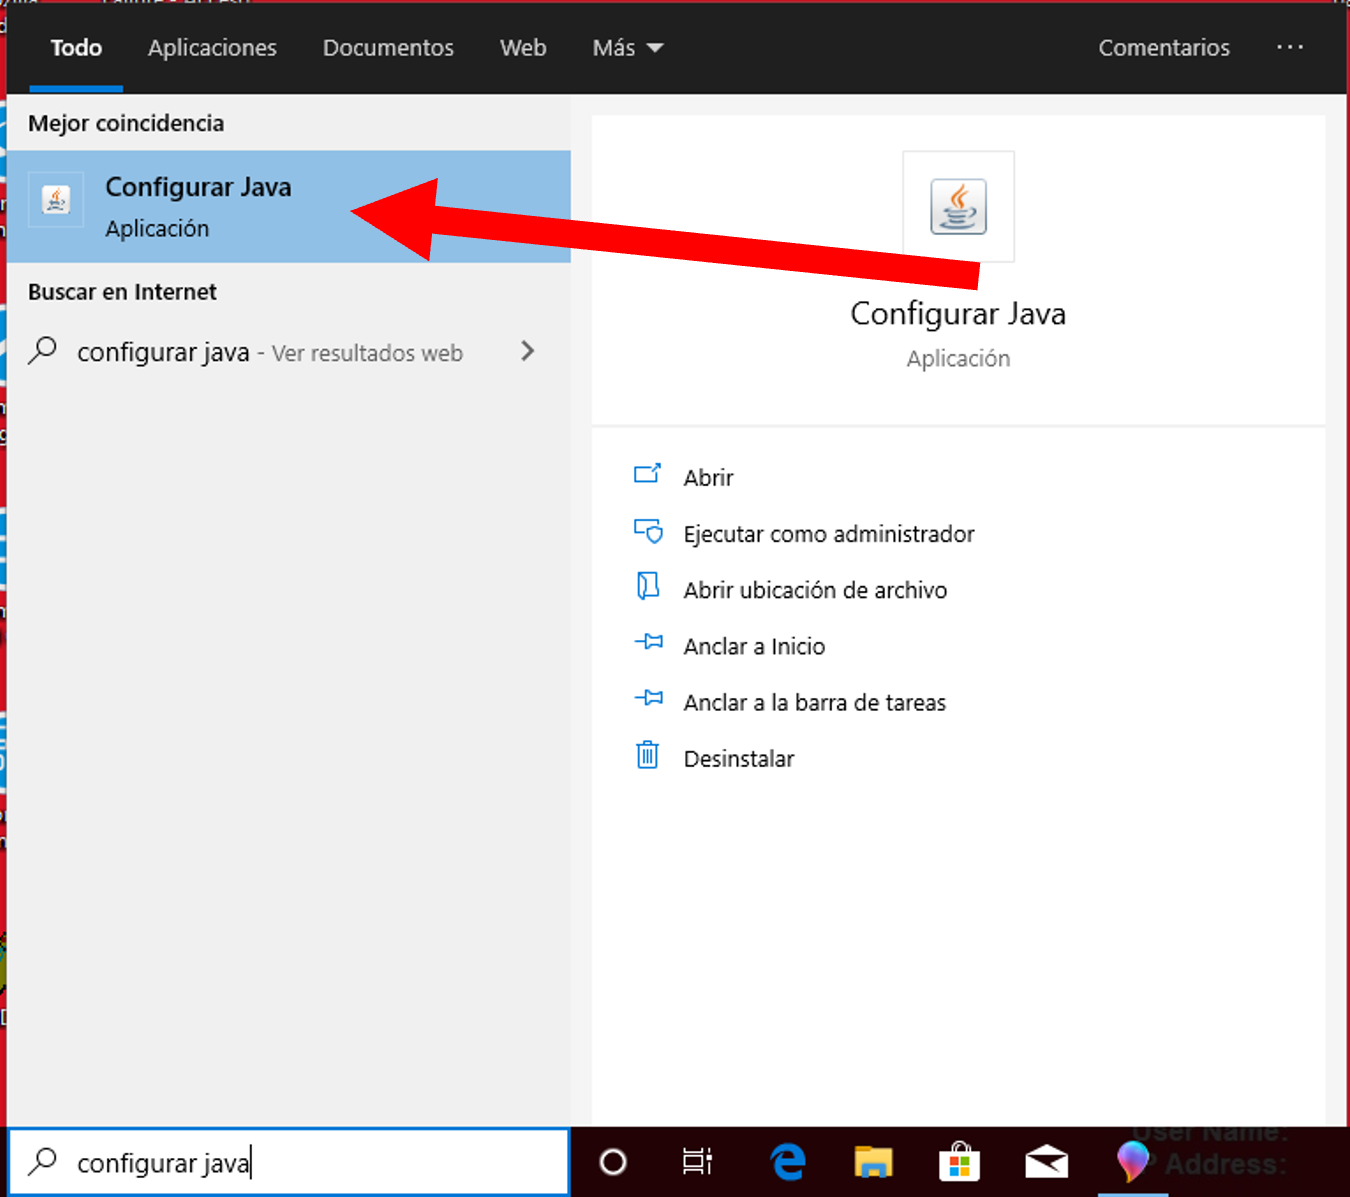 Todo Aplicaciones Documentos Web Más Comentarios ...
Mejor coincidencia
Configurar Java
Aplicación
Buscar en Internet
configurar java - Ver resultados web
Configurar Java
Aplicación
Abrir
Ejecutar como administrador
Abrir ubicación de archivo
Anclar a Inicio
Anclar a la barra de tareas
Desinstalar
configurar java
User Name:
P Address: